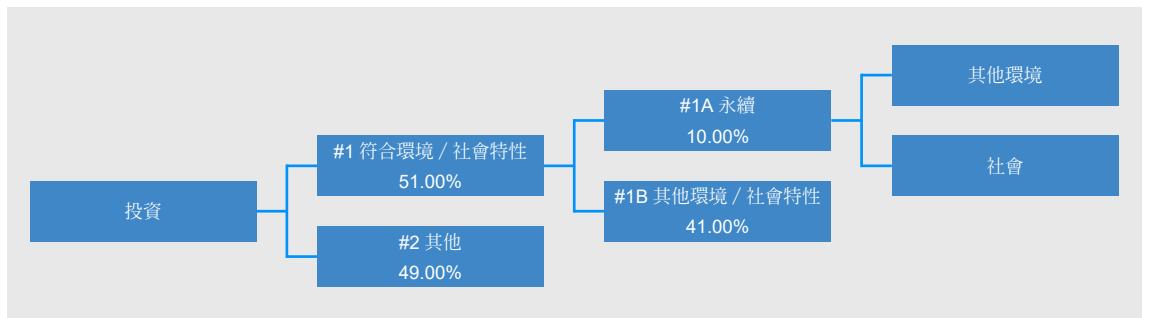 投資
#1 符合環境 / 社會特性
51.00%
#2 其他
49.00%
#1A 永續
10.00%
#1B 其他環境 / 社會特性
41.00%
其他環境
社會